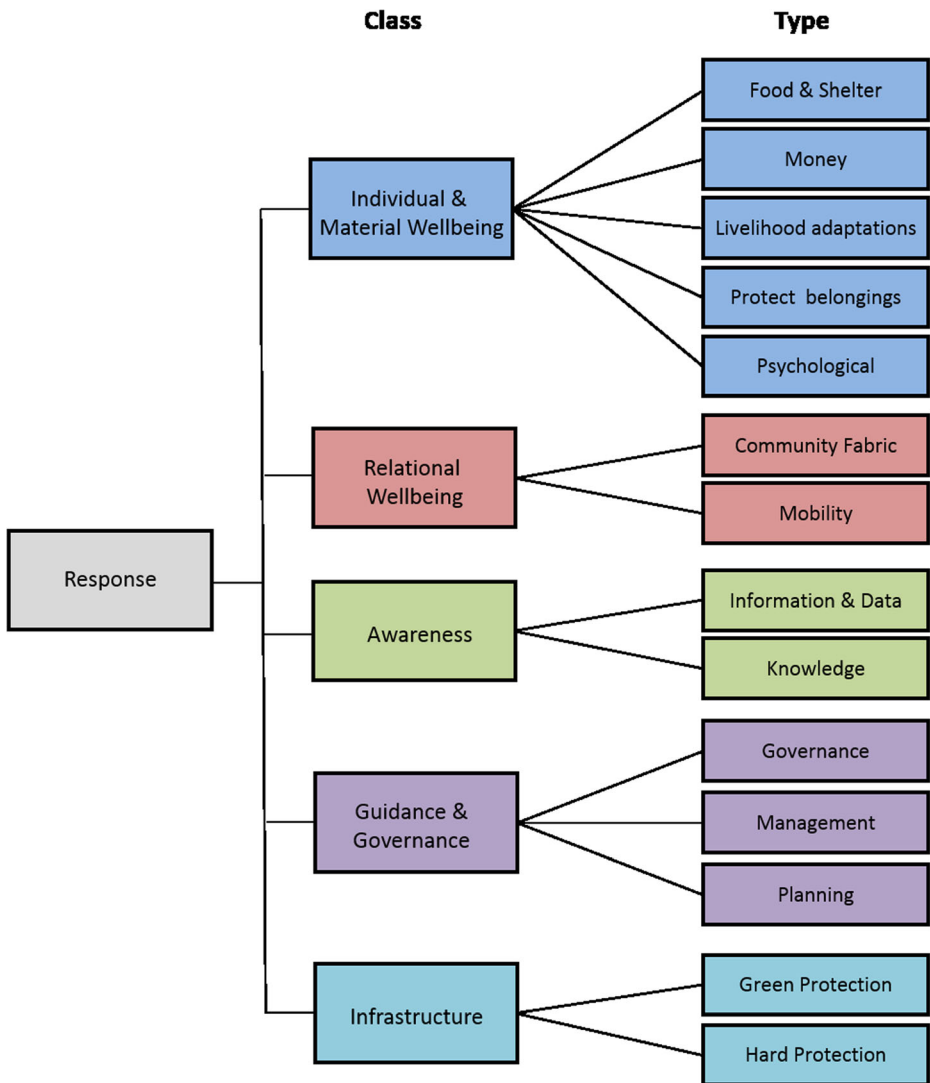 Class
Type
Response
Individual &
Material Wellbeing
Food & Shelter
Money
Livelihood adaptations
Protect belongings
Psychological
Relational
Wellbeing
Community Fabric
Mobility
Awareness
Information & Data
Knowledge
Guidance &
Governance
Governance
Management
Planning
Infrastructure
Green Protection
Hard Protection